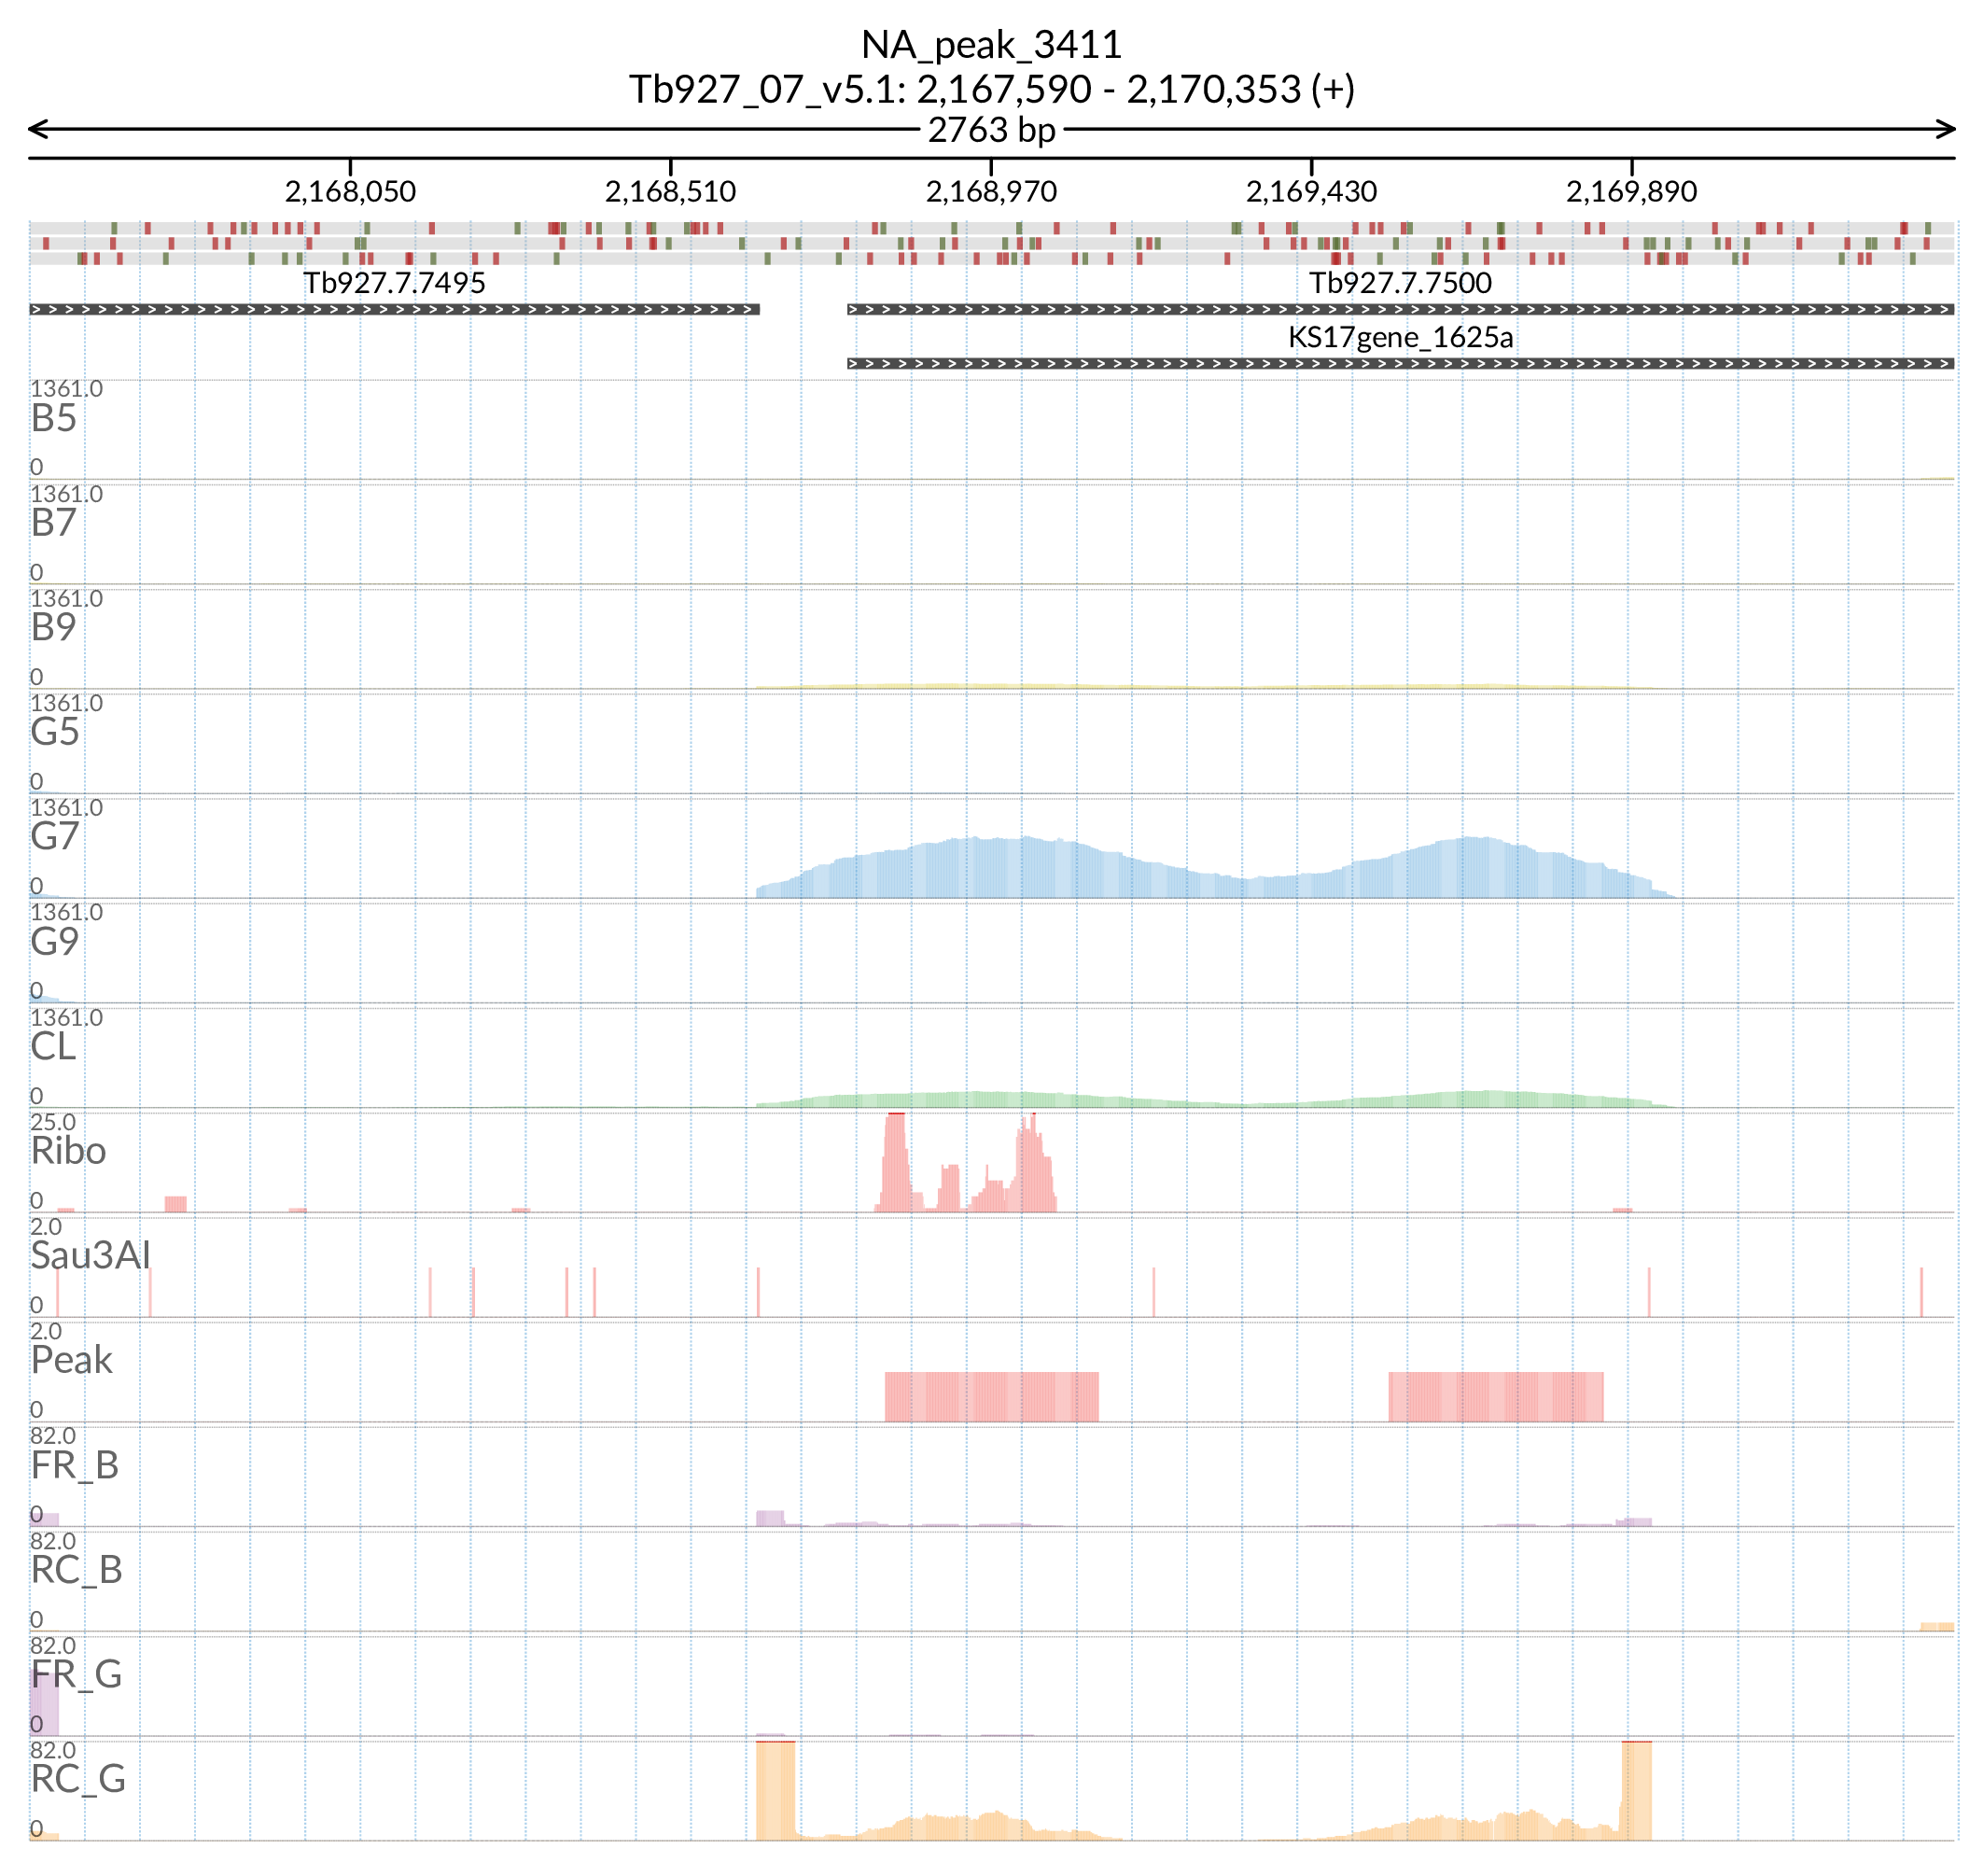 NA_peak_3411
Tb927_07_v5.1: 2,167,590 - 2,170,353 (+)
2763 bp
2,168,050 2,168,510 2,168,970 2,169,430 2,169,890
Tb927.7.7495 Tb927.7.7500
KS17gene_1625a
1361.0
B5
0
1361.0
B7
0
1361.0
B9
0
1361.0
G5
0
1361.0
G7
0
1361.0
G9
0
1361.0
CL
0
25.0
Ribo
0
2.0
Sau3AI
0
2.0
Peak
0
82.0
FR_B
0
82.0
RC_B
0
82.0
FR_G
0
82.0
RC_G
0